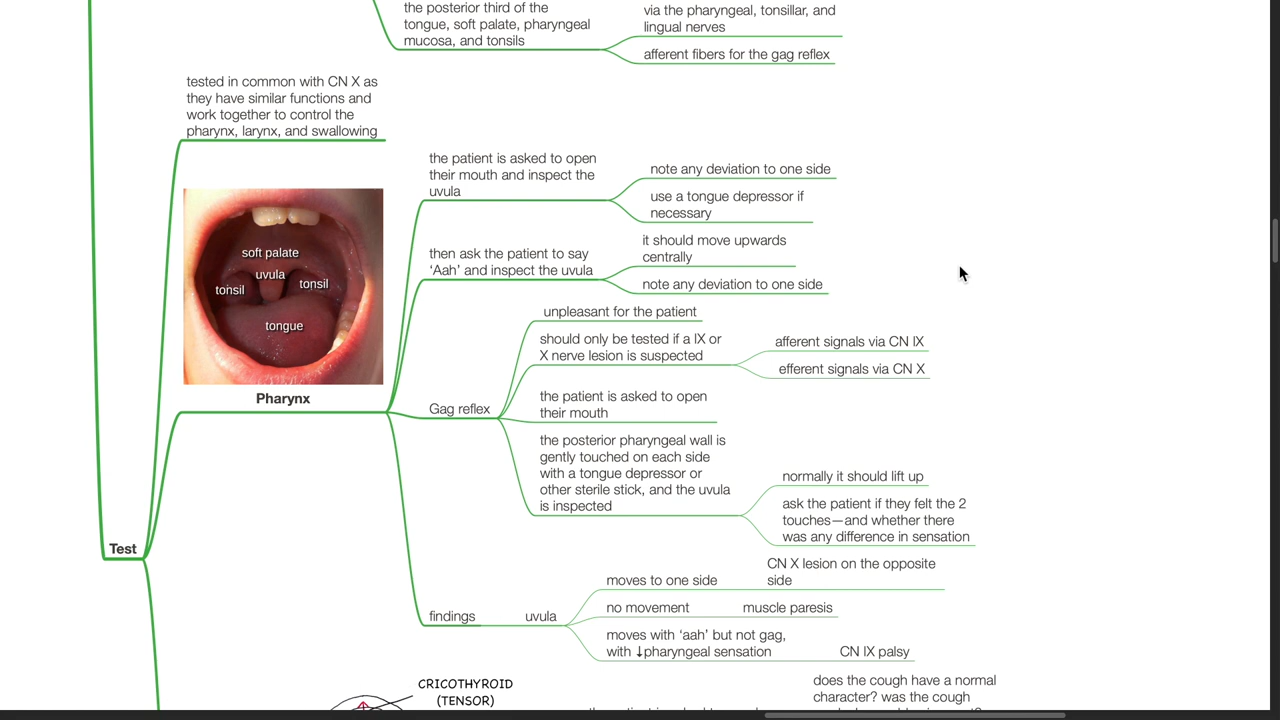 the posterior third of the
tongue, soft palate, pharyngeal
mucosa, and tonsils
via the pharyngeal, tonsillar, and
lingual nerves
afferent fibers for the gag reflex
tested in common with CN X as
they have similar functions and
work together to control the
pharynx, larynx, and swallowing
soft palate
uvula
tonsil
tonsil
tongue
Pharynx
the patient is asked to open
their mouth and inspect the
uvula
note any deviation to one side
use a tongue depressor if
necessary
then ask the patient to say
‘Aah’ and inspect the uvula
it should move upwards
centrally
note any deviation to one side
Gag reflex
unpleasant for the patient
should only be tested if a IX or
X nerve lesion is suspected
afferent signals via CN IX
efferent signals via CN X
the patient is asked to open
their mouth
the posterior pharyngeal wall is
gently touched on each side
with a tongue depressor or
other sterile stick, and the uvula
is inspected
normally it should lift up
ask the patient if they felt the 2
touches—and whether there
was any difference in sensation
Test
findings
uvula
moves to one side
CN X lesion on the opposite
side
no movement
muscle paresis
moves with ‘aah’ but not gag,
with ↓pharyngeal sensation
CN IX palsy
CRICOTHYROID
(TENSOR)
does the cough have a normal
character? was the cough